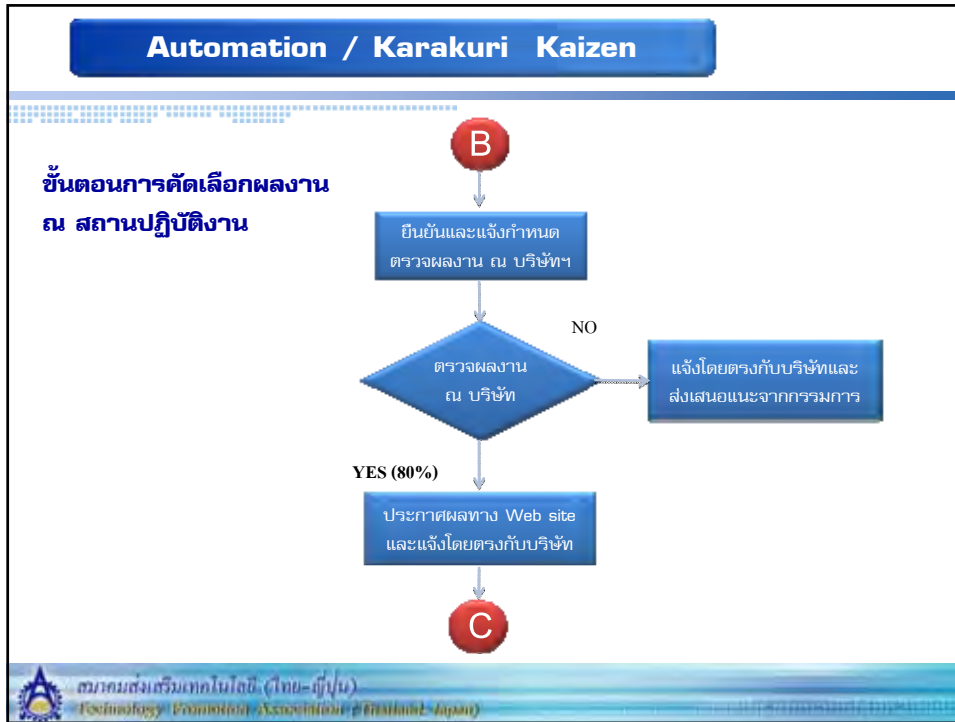 Automation / Karakuri Kaizen
B
ขั้นตอนการคัดเลือกผลงาน
ณ สถานปฏิบัติงาน
ยืนยันและแจ้งกำหนด
ตรวจผลงาน ณ บริษัทฯ
NO
ตรวจผลงาน
ณ บริษัท
แจ้งโดยตรงกับบริษัทและ
ส่งเสนอแนะจากกรรมการ
YES (80%)
ประกาศผลทาง Web site
และแจ้งโดยตรงกับบริษัท
C
สมาคมส่งเสริมเทคโนโลยี (ไทย-ญี่ปุ่น)
Technology Promotion Association (Thailand-Japan)